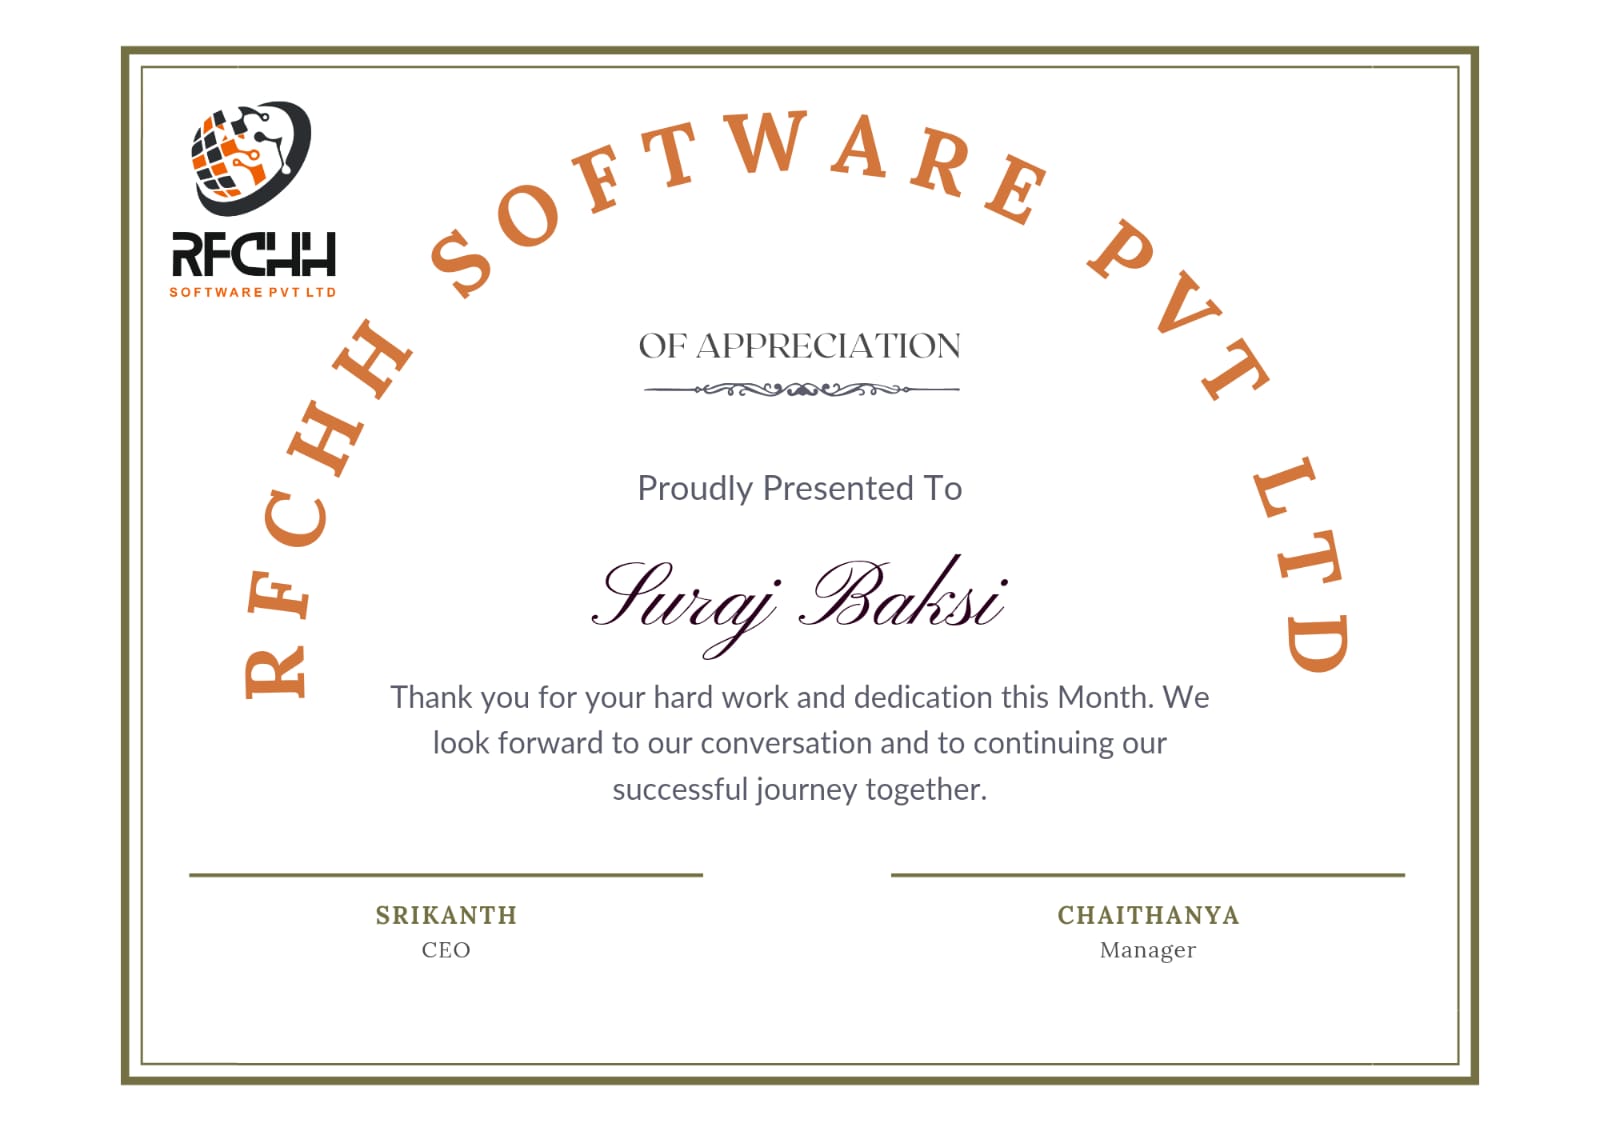 RFCHH
SOFTWARE PVT LTD
RFCHH SOFTWARE PVT LTD
OF APPRECIATION
Proudly Presented To
Suraj Baksi
Thank you for your hard work and dedication this Month. We
look forward to our conversation and to continuing our
successful journey together.
SRIKANTH
CEO
CHAITHANYA
Manager